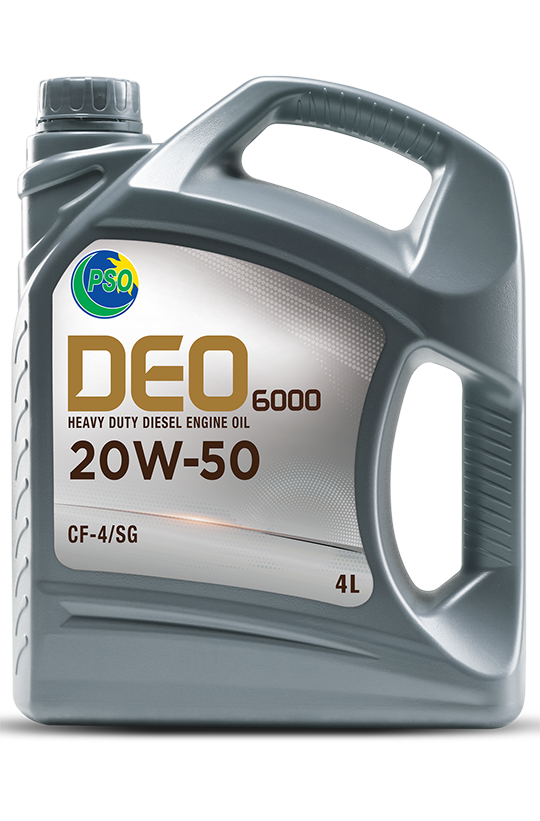 PSO
DEO 6000
HEAVY DUTY DIESEL ENGINE OIL
20W-50
CF-4/SG
4L